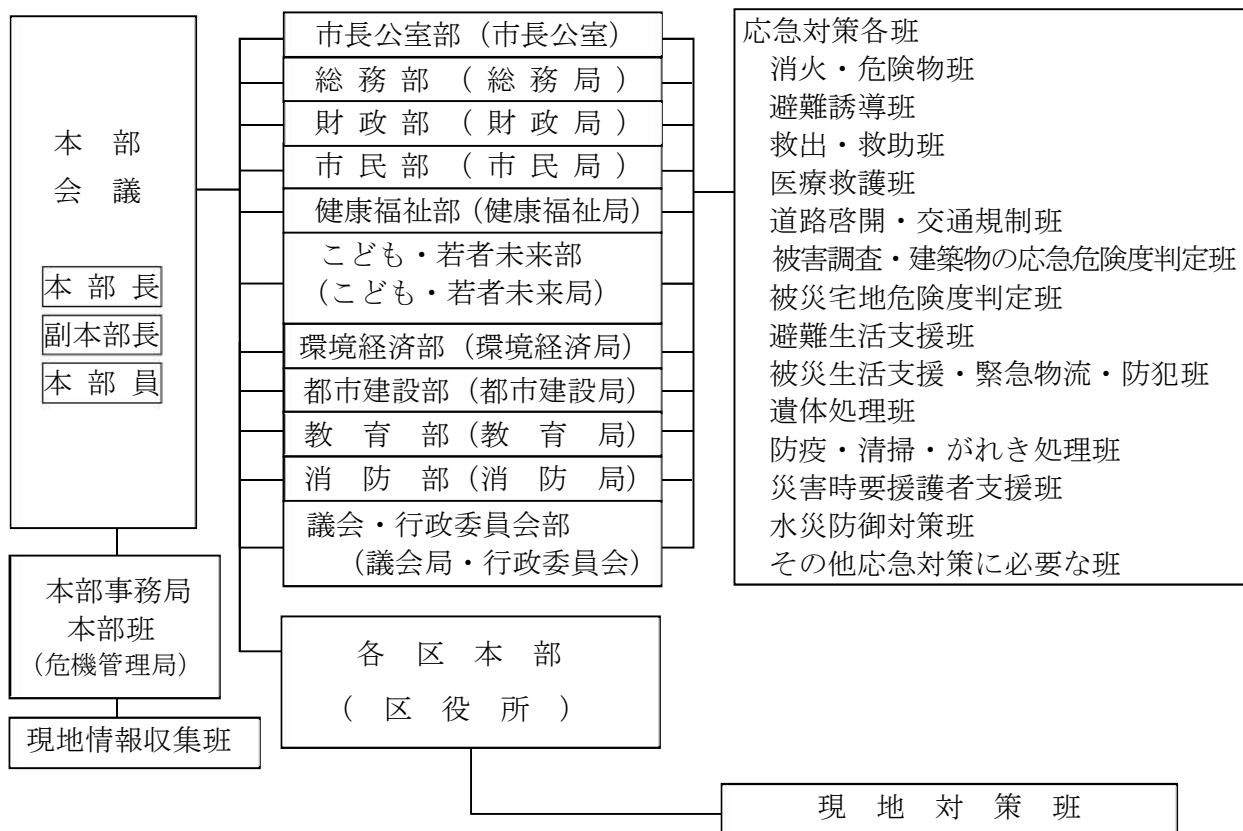 本 部
会 議
本 部 長
副本部長
本 部 員
本部事務局
本部班
(危機管理局)
現地情報収集班
市長公室部 (市長公室)
総 務 部 ( 総 務 局 )
財 政 部 ( 財 政 局 )
市 民 部 ( 市 民 局 )
健康福祉部 (健康福祉局)
こども・若者未来部
(こども・若者未来局)
環境経済部 (環境経済局)
都市建設部 (都市建設局)
教 育 部 (教 育 局)
消 防 部 (消 防 局)
議会・行政委員会部
(議会局・行政委員会)
各 区 本 部
( 区 役 所 )
応急対策各班
消火・危険物班
避難誘導班
救出・救助班
医療救護班
道路啓開・交通規制班
被害調査・建築物の応急危険度判定班
被災宅地危険度判定班
避難生活支援班
被災生活支援・緊急物流・防犯班
遺体処理班
防疫・清掃・がれき処理班
災害時要援護者支援班
水災防御対策班
その他応急対策に必要な班
現 地 対 策 班